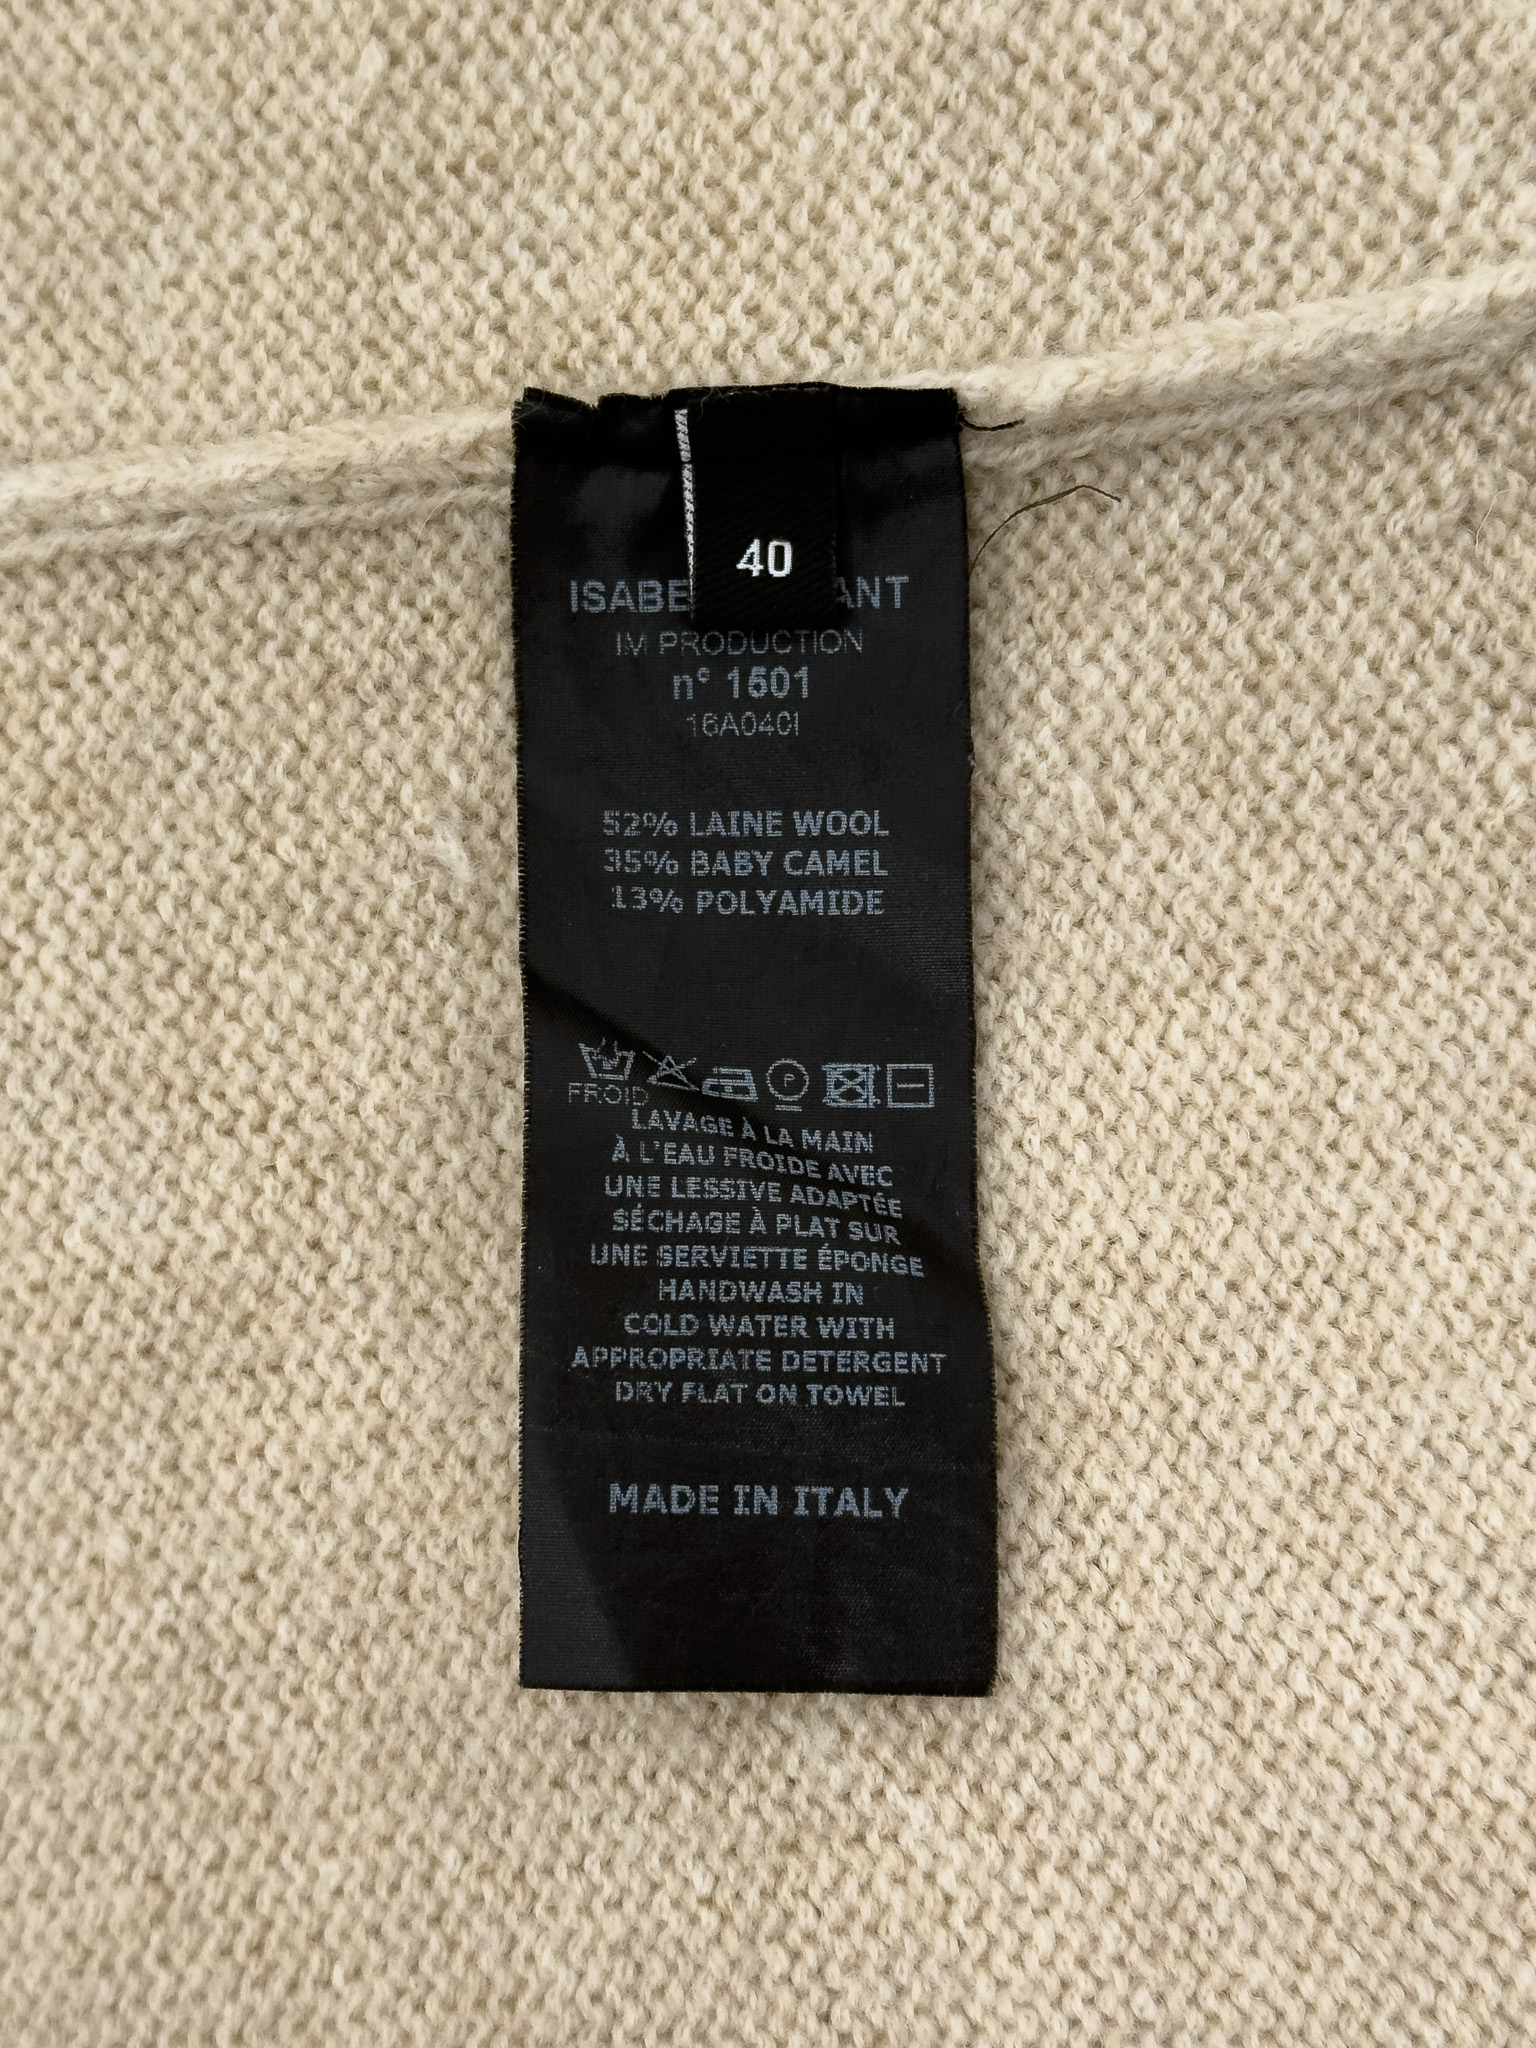 40
ISABE ANT
IM PRODUCTION
n° 1501
16A040I
52% LAINE WOOL
35% BABY CAMEL
13% POLYAMIDE
P
FROID
LAVAGE À LA MAIN
À L'EAU FROIDE AVEC
UNE LESSIVE ADAPTÉE
SÉCHAGE À PLAT SUR
UNE SERVIETTE ÉPONGE
HANDWASH IN
COLD WATER WITH
APPROPRIATE DETERGENT
DRY FLAT ON TOWEL
MADE IN ITALY